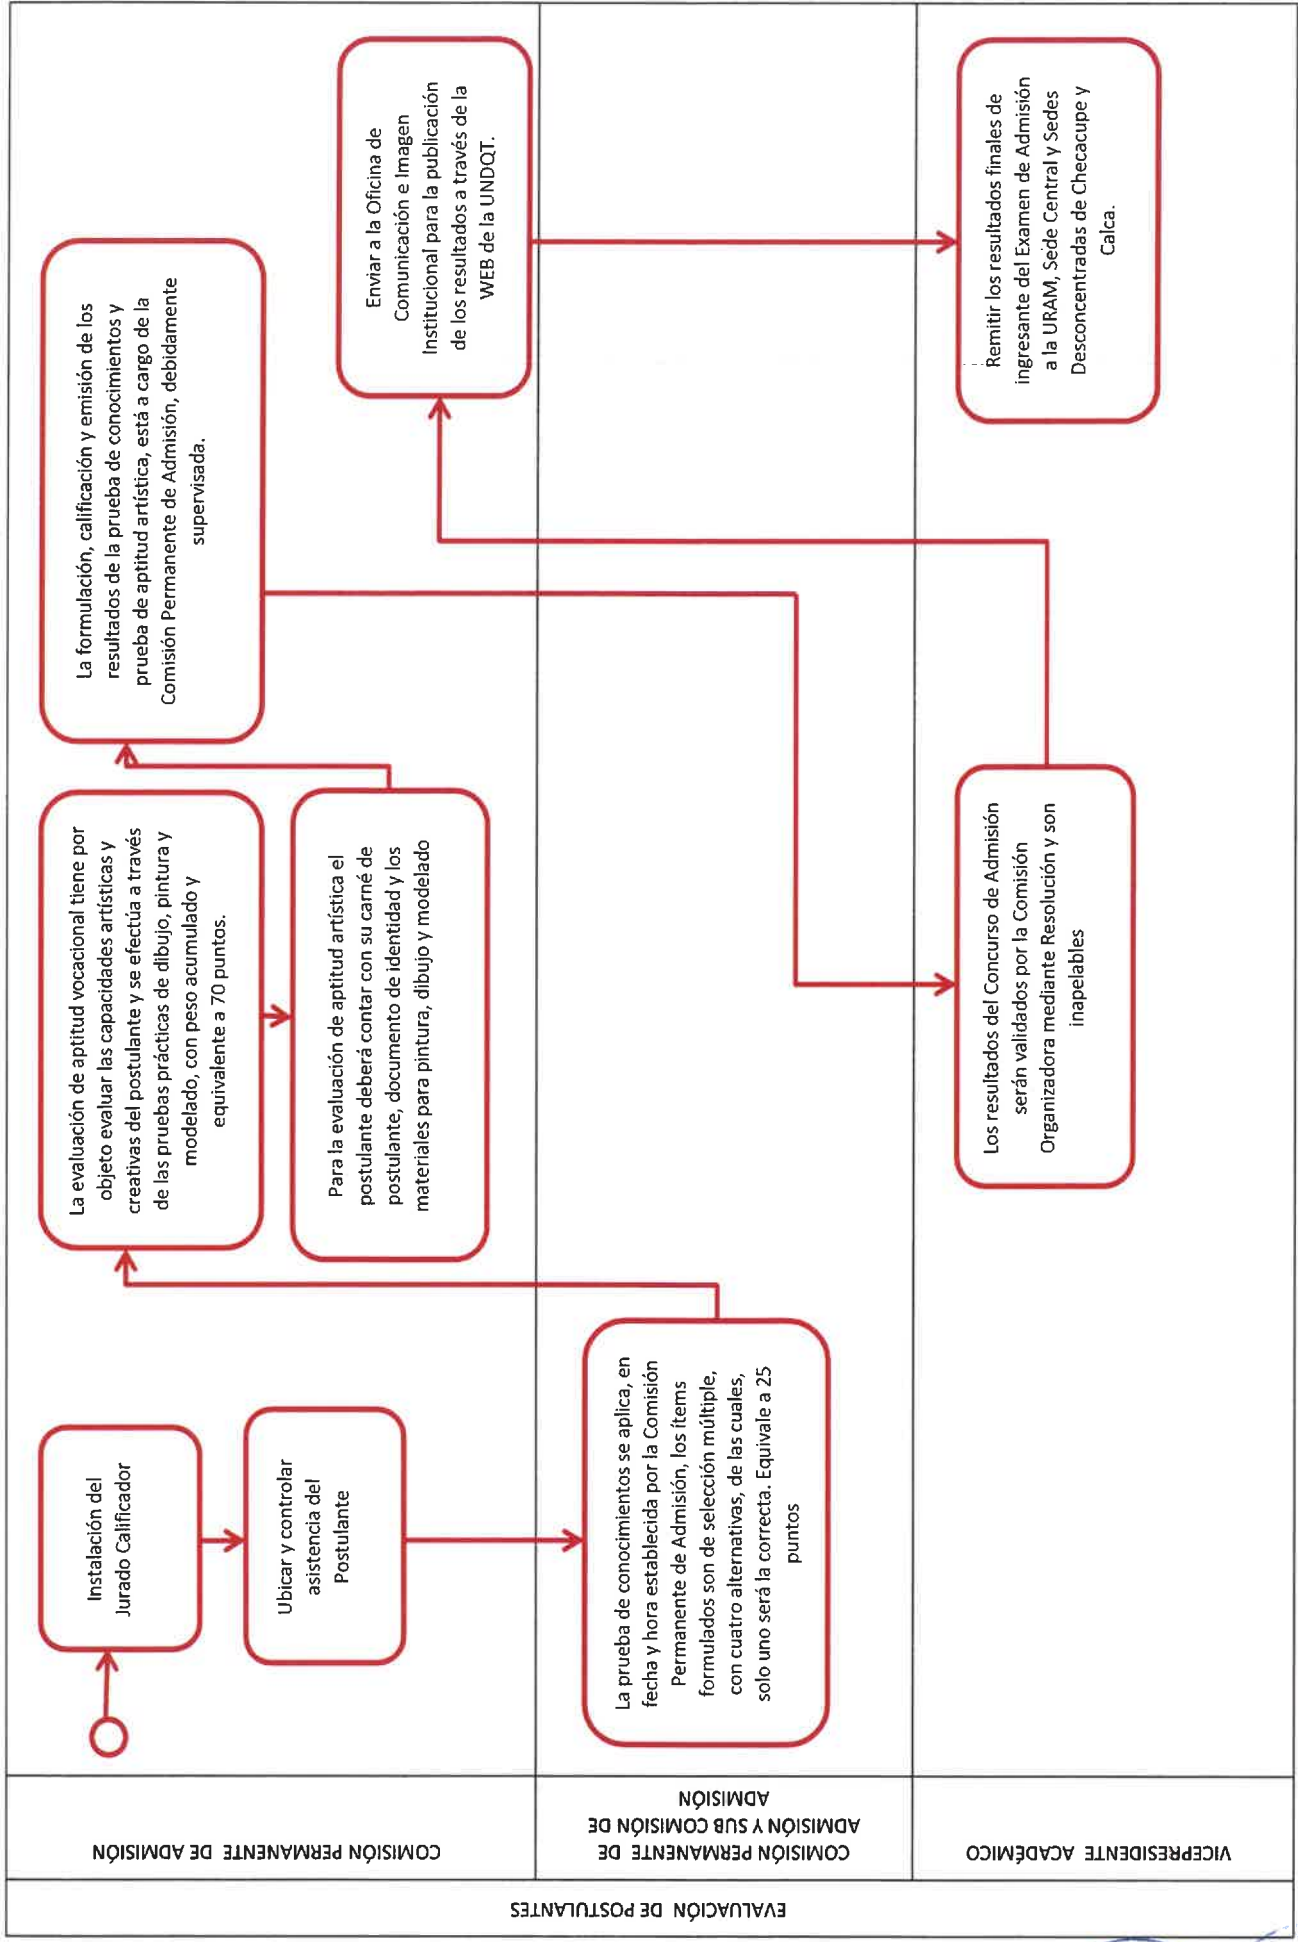 EVALUACIÓN DE POSTULANTES
COMISIÓN PERMANENTE DE ADMISIÓN
Instalación del
Jurado Calificador
Ubicar y controlar
asistencia del
Postulante
La evaluación de aptitud vocacional tiene por
objeto evaluar las capacidades artísticas y
creativas del postulante y se efectúa a través
de las pruebas prácticas de dibujo, pintura y
modelado, con peso acumulado y
equivalente a 70 puntos.
Para la evaluación de aptitud artística el
postulante deberá contar con su carné de
postulante, documento de identidad y los
materiales para pintura, dibujo y modelado
La formulación, calificación y emisión de los
resultados de la prueba de conocimientos y
prueba de aptitud artística, está a cargo de la
Comisión Permanente de Admisión, debidamente
supervisada.
Enviar a la Oficina de
Comunicación e Imagen
Institucional para la publicación
de los resultados a través de la
WEB de la UNDQT.
COMISIÓN PERMANENTE DE
ADMISIÓN Y SUB COMISIÓN DE
ADMISIÓN
La prueba de conocimientos se aplica, en
fecha y hora establecida por la Comisión
Permanente de Admisión, los ítems
formulados son de selección múltiple,
con cuatro alternativas, de las cuales,
solo uno será la correcta. Equivale a 25
puntos
VICEPRESIDENTE ACADÉMICO
Los resultados del Concurso de Admisión
serán validados por la Comisión
Organizadora mediante Resolución y son
inapelables
Remitir los resultados finales de
ingresante del Examen de Admisión
a la URAM, Sede Central y Sedes
Desconcentradas de Checacupe y
Calca.